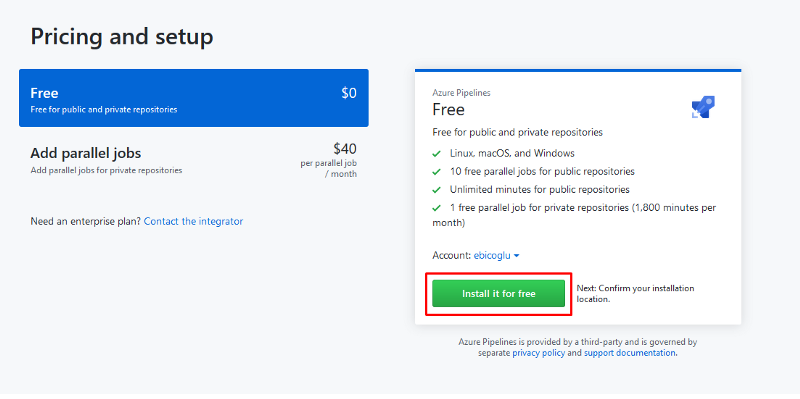 Pricing and setup
Free
$0
Free for public and private repositories
Add parallel jobs
$40
Add parallel jobs for private repositories
per parallel job
/ month
Need an enterprise plan? Contact the integrator
Azure Pipelines
Free
Free for public and private repositories
Linux, macOS, and Windows
10 free parallel jobs for public repositories
Unlimited minutes for public repositories
1 free parallel job for private repositories (1,800 minutes per
month)
Account: ebicoglu
Install it for free
Next: Confirm your installation
location.
Azure Pipelines is provided by a third-party and is governed by
separate privacy policy and support documentation.